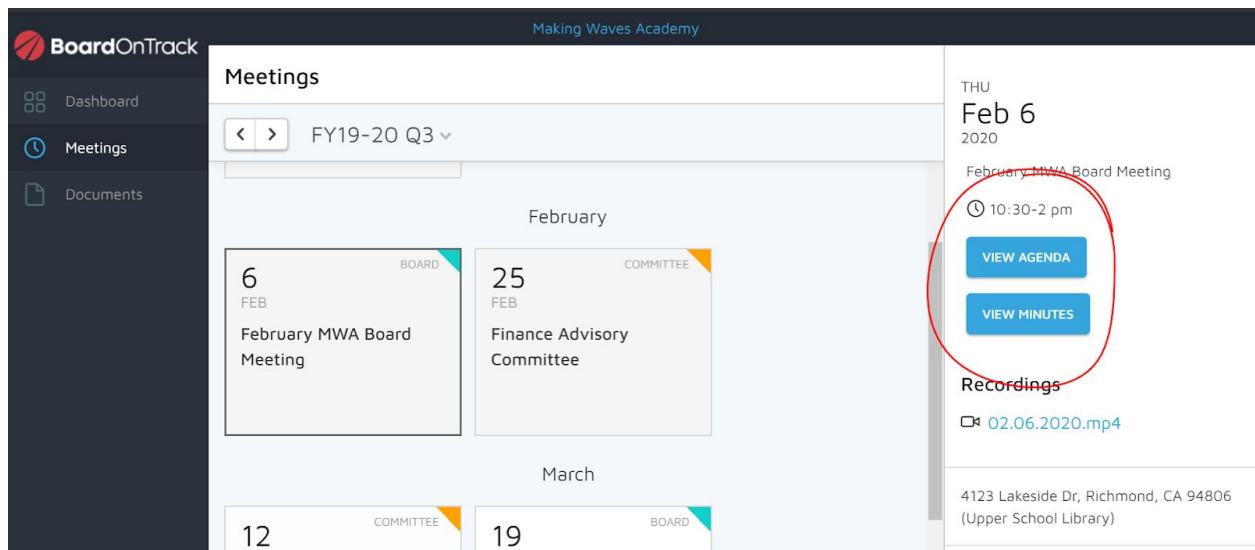 Making Waves Academy
BoardOnTrack
Dashboard
Meetings
Documents
Meetings
FY19-20 Q3
February
6
BOARD
FEB
February MWA Board
Meeting
25
COMMITTEE
FEB
Finance Advisory
Committee
March
12
COMMITTEE
19
BOARD
THU
Feb 6
2020
February MWA Board Meeting
10:30-2 pm
VIEW AGENDA
VIEW MINUTES
Recordings
02.06.2020.mp4
4123 Lakeside Dr, Richmond, CA 94806
(Upper School Library)